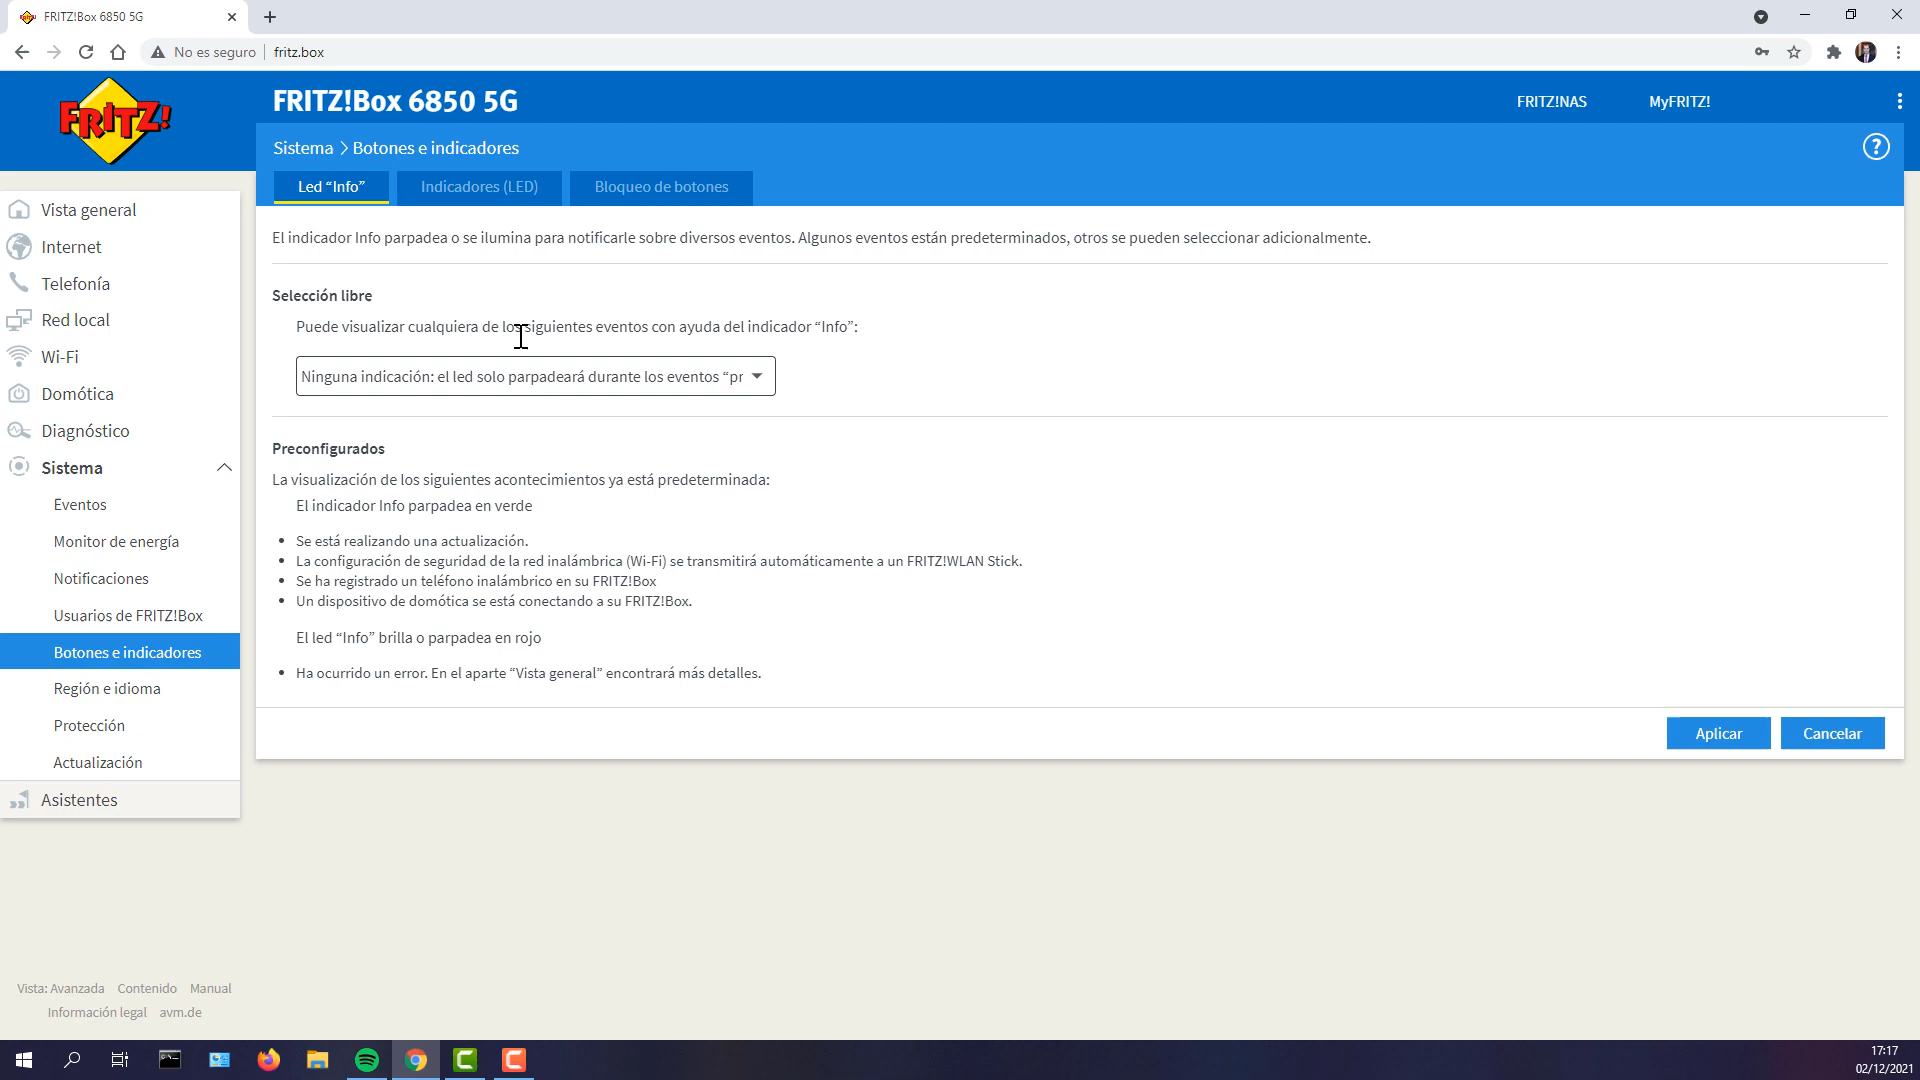 FRITZ!Box 6850 5G
No es seguro
fritz.box
FRITZ!
FRITZ!Box 6850 5G
FRITZ!NAS
MyFRITZ!
Sistema > Botones e indicadores
?
Led “Info”
Indicadores (LED)
Bloqueo de botones
Vista general
Internet
Telefonía
Red local
Wi-Fi
Domótica
Diagnóstico
Sistema
Eventos
Monitor de energía
Notificaciones
Usuarios de FRITZ!Box
Botones e indicadores
Región e idioma
Protección
Actualización
Asistentes
El indicador Info parpadea o se ilumina para notificarle sobre diversos eventos. Algunos eventos están predeterminados, otros se pueden seleccionar adicionalmente.
Selección libre
Puede visualizar cualquiera de los siguientes eventos con ayuda del indicador “Info”:
Ninguna indicación: el led solo parpadeará durante los eventos “pr
Preconfigurados
La visualización de los siguientes acontecimientos ya está predeterminada:
El indicador Info parpadea en verde
• Se está realizando una actualización.
• La configuración de seguridad de la red inalámbrica (Wi-Fi) se transmitirá automáticamente a un FRITZ!WLAN Stick.
• Se ha registrado un teléfono inalámbrico en su FRITZ!Box
• Un dispositivo de domótica se está conectando a su FRITZ!Box.
El led “Info” brilla o parpadea en rojo
• Ha ocurrido un error. En el aparte “Vista general” encontrará más detalles.
Aplicar
Cancelar
Vista: Avanzada Contenido Manual
Información legal avm.de
17:17
02/12/2021